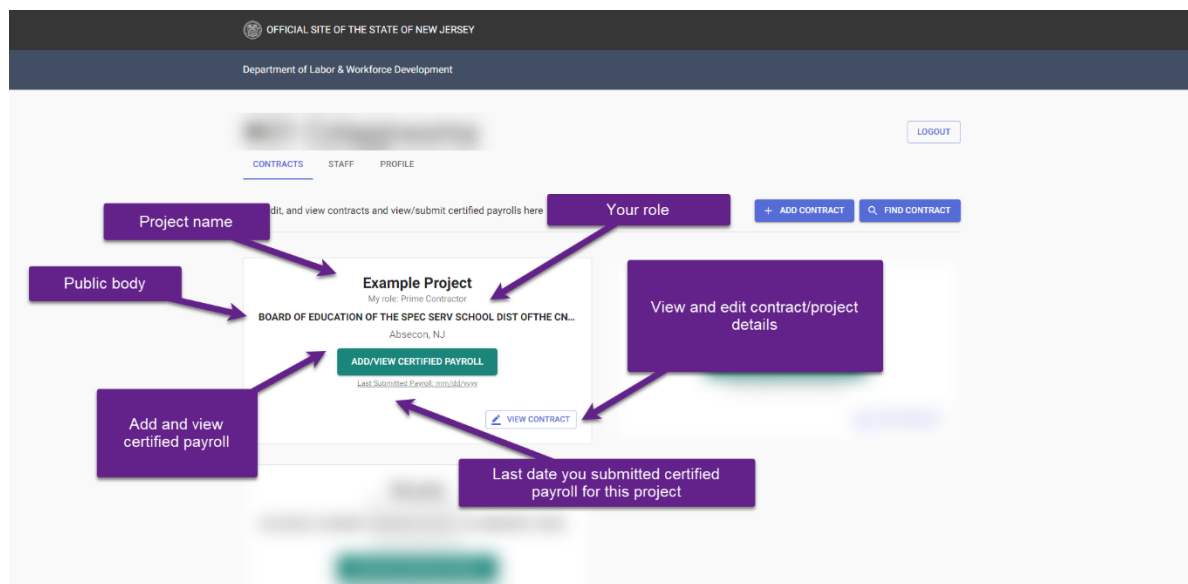 OFFICIAL SITE OF THE STATE OF NEW JERSEY
Department of Labor & Workforce Development
LOGOUT
CONTRACTS STAFF PROFILE
dit, and view contracts and view/submit certified payrolls here
+ ADD CONTRACT
FIND CONTRACT
Project name
Your role
Public body
Example Project
My role: Prime Contractor
BOARD OF EDUCATION OF THE SPEC SERV SCHOOL DIST OFTHE CN...
Absecon, NJ
ADD/VIEW CERTIFIED PAYROLL
Last Submitted Payroll: mm/dd/yyyy
VIEW CONTRACT
View and edit contract/project
details
Add and view
certified payroll
Last date you submitted certified
payroll for this project